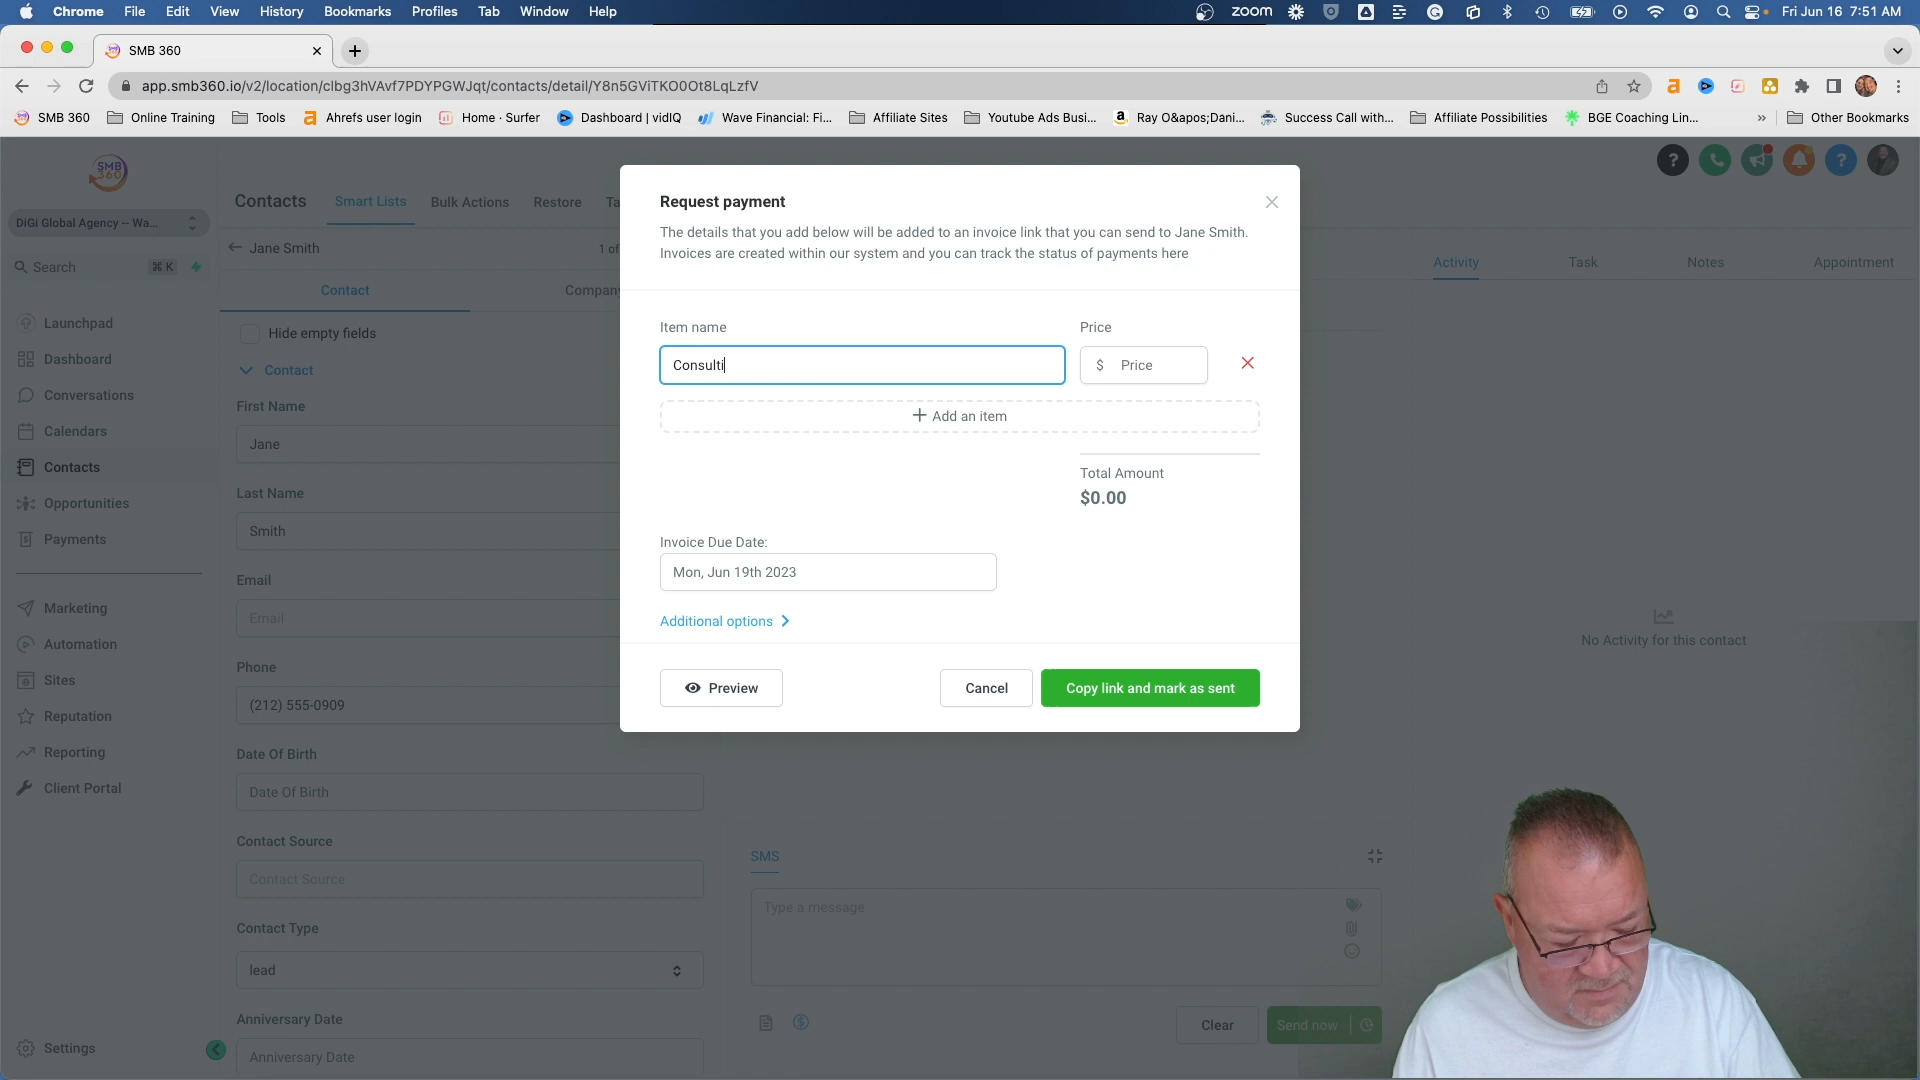 Chrome File Edit View History Bookmarks Profiles Tab Window Help zoom Fri Jun 16 7:51 AM
SMB 360
app.smb360.io/v2/location/clbg3hVAvf7PDYPGWJqt/contacts/detail/Y8n5GViTKO0Ot8LqLzfV
SMB 360 Online Training Tools Ahrefs user login Home · Surfer Dashboard | vidIQ Wave Financial: Fi... Affiliate Sites Youtube Ads Busi... Ray O&apos;Dani... Success Call with... Affiliate Possibilities BGE Coaching Lin... » Other Bookmarks
SMB
360
DiGi Global Agency -- Wa...
Search ⌘ K
Launchpad
Dashboard
Conversations
Calendars
Contacts
Opportunities
Payments
Marketing
Automation
Sites
Reputation
Reporting
Client Portal
Settings
Contacts Smart Lists Bulk Actions Restore Ta
Jane Smith 1 of
Contact Company
Hide empty fields
Contact
First Name
Jane
Last Name
Smith
Email
Email
Phone
(212) 555-0909
Date Of Birth
Date Of Birth
Contact Source
Contact Source
Contact Type
lead
Anniversary Date
Anniversary Date
Request payment
The details that you add below will be added to an invoice link that you can send to Jane Smith.
Invoices are created within our system and you can track the status of payments here
Item name Price
Consulti $ Price
+ Add an item
Total Amount
$0.00
Invoice Due Date:
Mon, Jun 19th 2023
Additional options
Preview Cancel Copy link and mark as sent
SMS
Type a message
Clear Send now
Activity Task Notes Appointment
No Activity for this contact